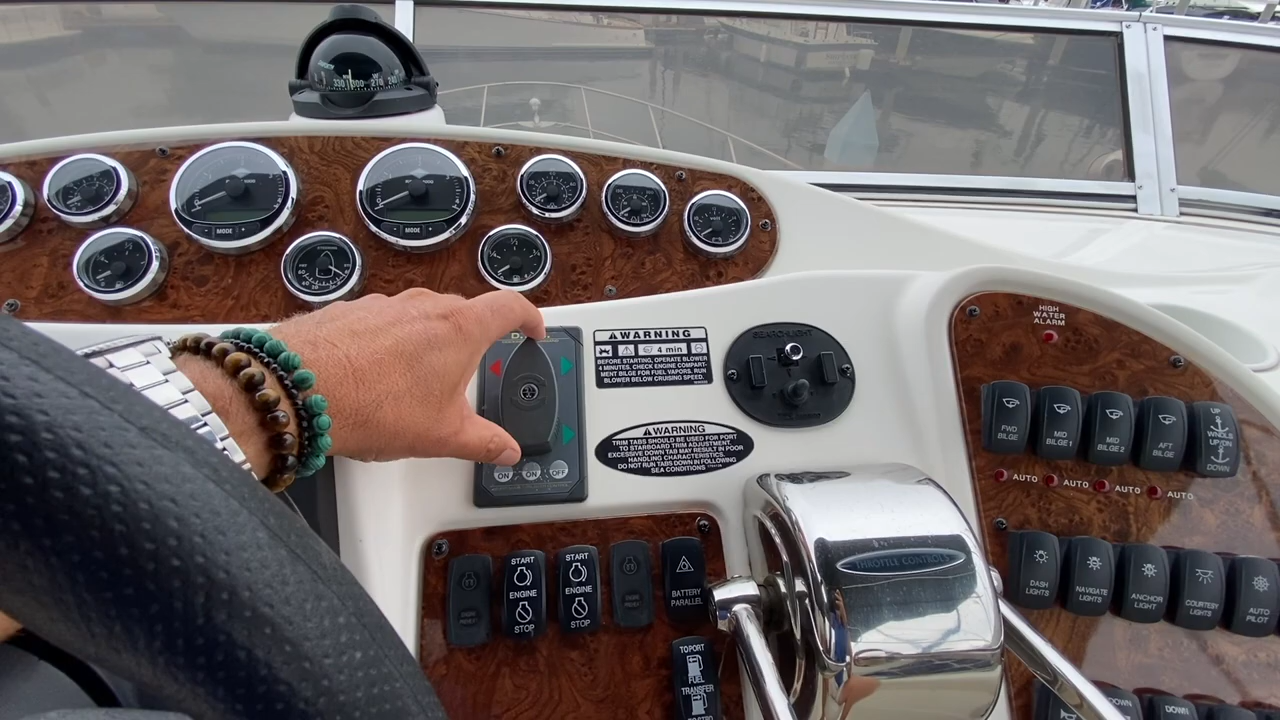 330 300 W 240
MODE
MODE
ON
ON
OFF
WARNING
4 min
BEFORE STARTING, OPERATE BLOWER
4 MINUTES. CHECK ENGINE COMPART-
MENT BILGE FOR FUEL VAPORS. RUN
BLOWER BELOW CRUISING SPEED.
WARNING
TRIM TABS SHOULD BE USED FOR PORT
TO STARBOARD TRIM ADJUSTMENT.
EXCESSIVE DOWN TAB MAY RESULT IN POOR
HANDLING CHARACTERISTICS.
DO NOT RUN TABS DOWN IN FOLLOWING
SEA CONDITIONS
SEARCHLIGHT
HIGH
WATER
ALARM
FWD
BILGE
MID
BILGE 1
MID
BILGE 2
AFT
BILGE
UP
WNDLS
UP/DN
DOWN
AUTO
AUTO
AUTO
AUTO
DASH
LIGHTS
NAVIGATE
LIGHTS
ANCHOR
LIGHT
COURTESY
LIGHTS
AUTO
PILOT
START
ENGINE
STOP
START
ENGINE
STOP
BATTERY
PARALLEL
TO PORT
FUEL
TRANSFER
THROTTLE CONTROLS
DOWN
DOWN